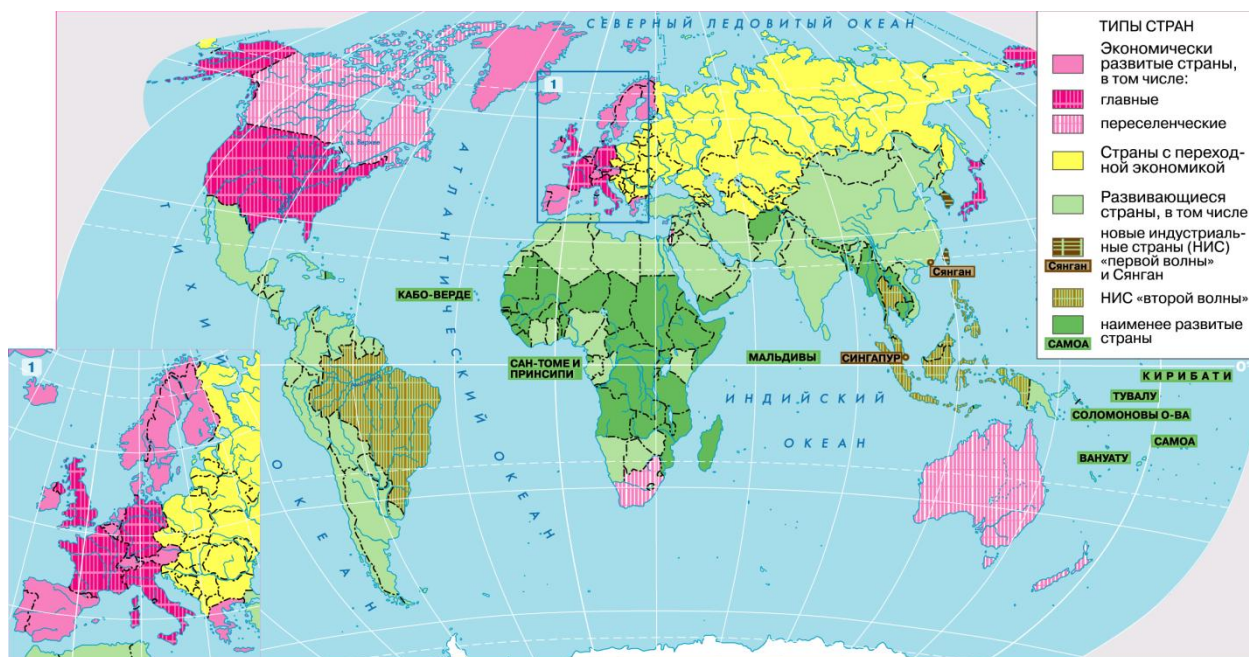 СЕВЕРНЫЙ ЛЕДОВИТЫЙ ОКЕАН
ТИПЫ СТРАН
Экономически
развитые страны,
в том числе:
главные
переселенческие
Страны с переход-
ной экономикой
Развивающиеся
страны, в том числе
новые индустриаль-
ные страны (НИС)
Сянган
«первой волны»
и Сянган
НИС «второй волны»
САМОА
наименее развитые
страны
1
ТИХИЙ ОКЕАН
АТЛАНТИЧЕСКИЙ ОКЕАН
Сянган
КАБО-ВЕРДЕ
САН-ТОМЕ И
ПРИНСИПИ
МАЛЬДИВЫ
СИНГАПУР
0°
КИРИБАТИ
ТУВАЛУ
СОЛОМОНОВЫ О-ВА
САМОА
ВАНУАТУ
ИНДИЙСКИЙ
ОКЕАН
1